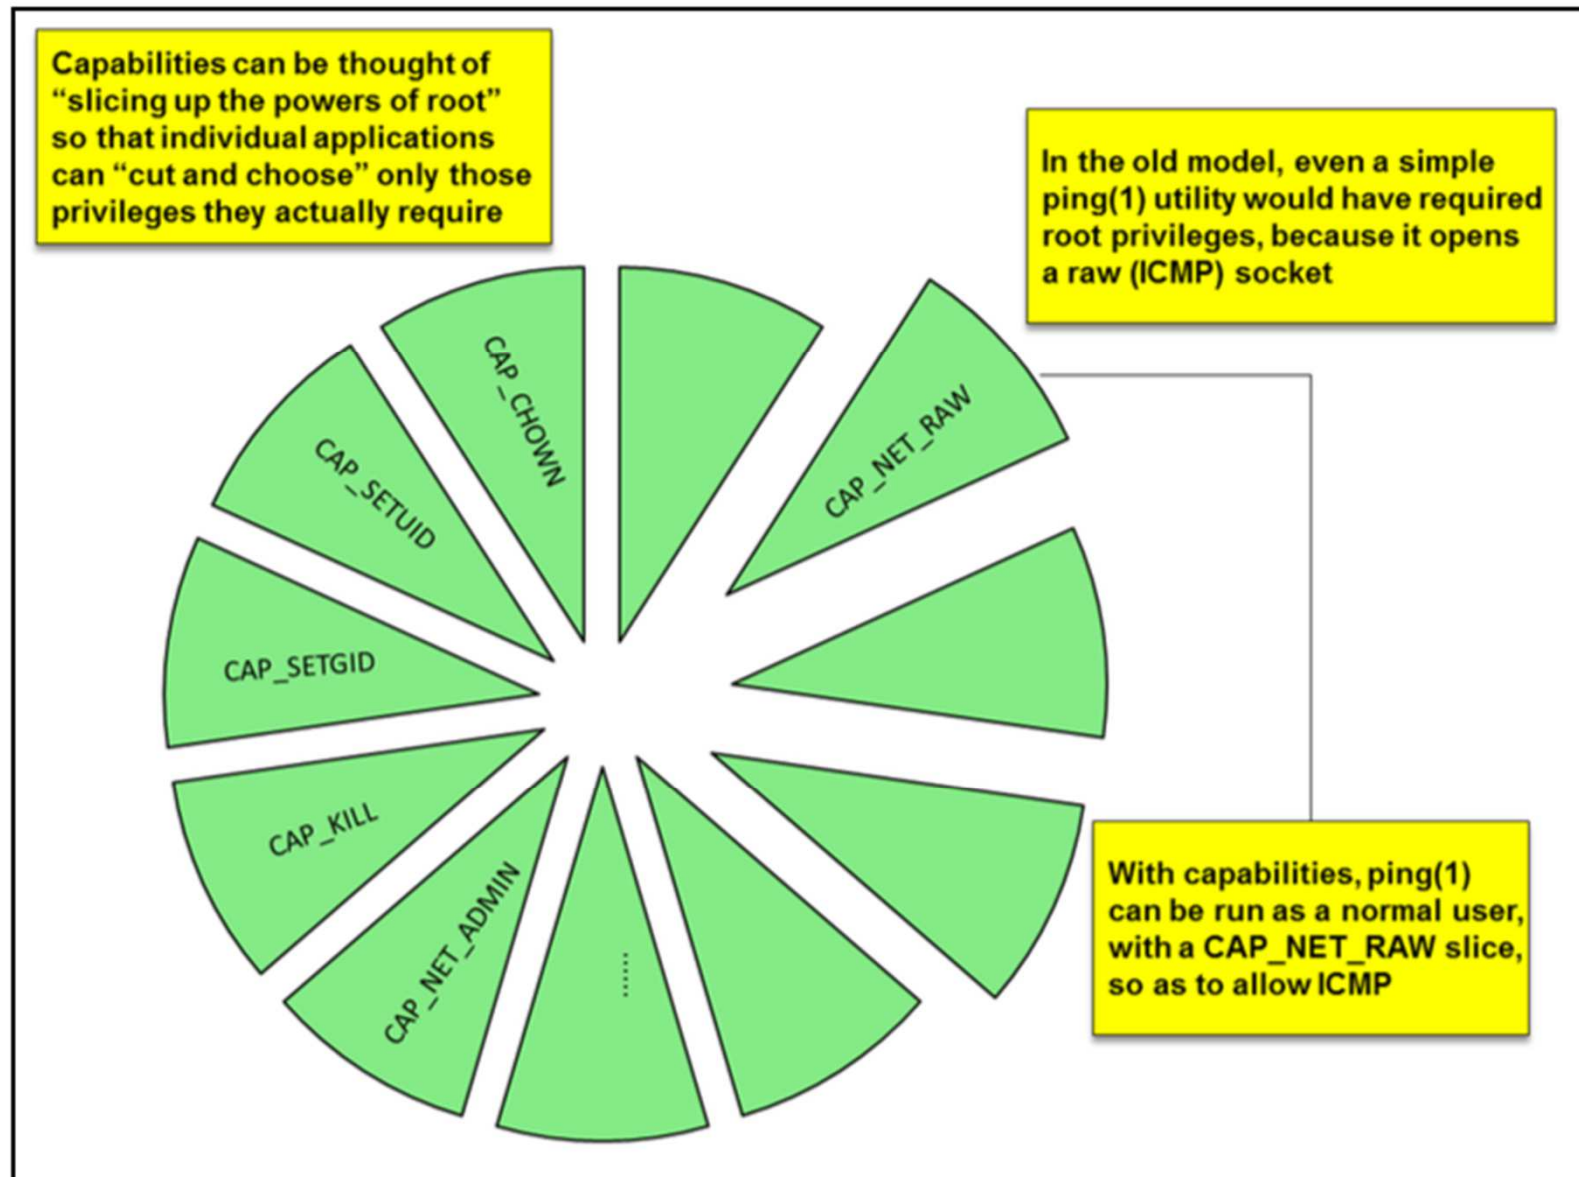 Capabilities can be thought of
“slicing up the powers of root”
so that individual applications
can “cut and choose” only those
privileges they actually require
In the old model, even a simple
ping(1) utility would have required
root privileges, because it opens
a raw (ICMP) socket
CAP_CHOWN
CAP_NET_RAW
CAP_SETUID
CAP_SETGID
CAP_KILL
CAP_NET_ADMIN
......
With capabilities, ping(1)
can be run as a normal user,
with a CAP_NET_RAW slice,
so as to allow ICMP